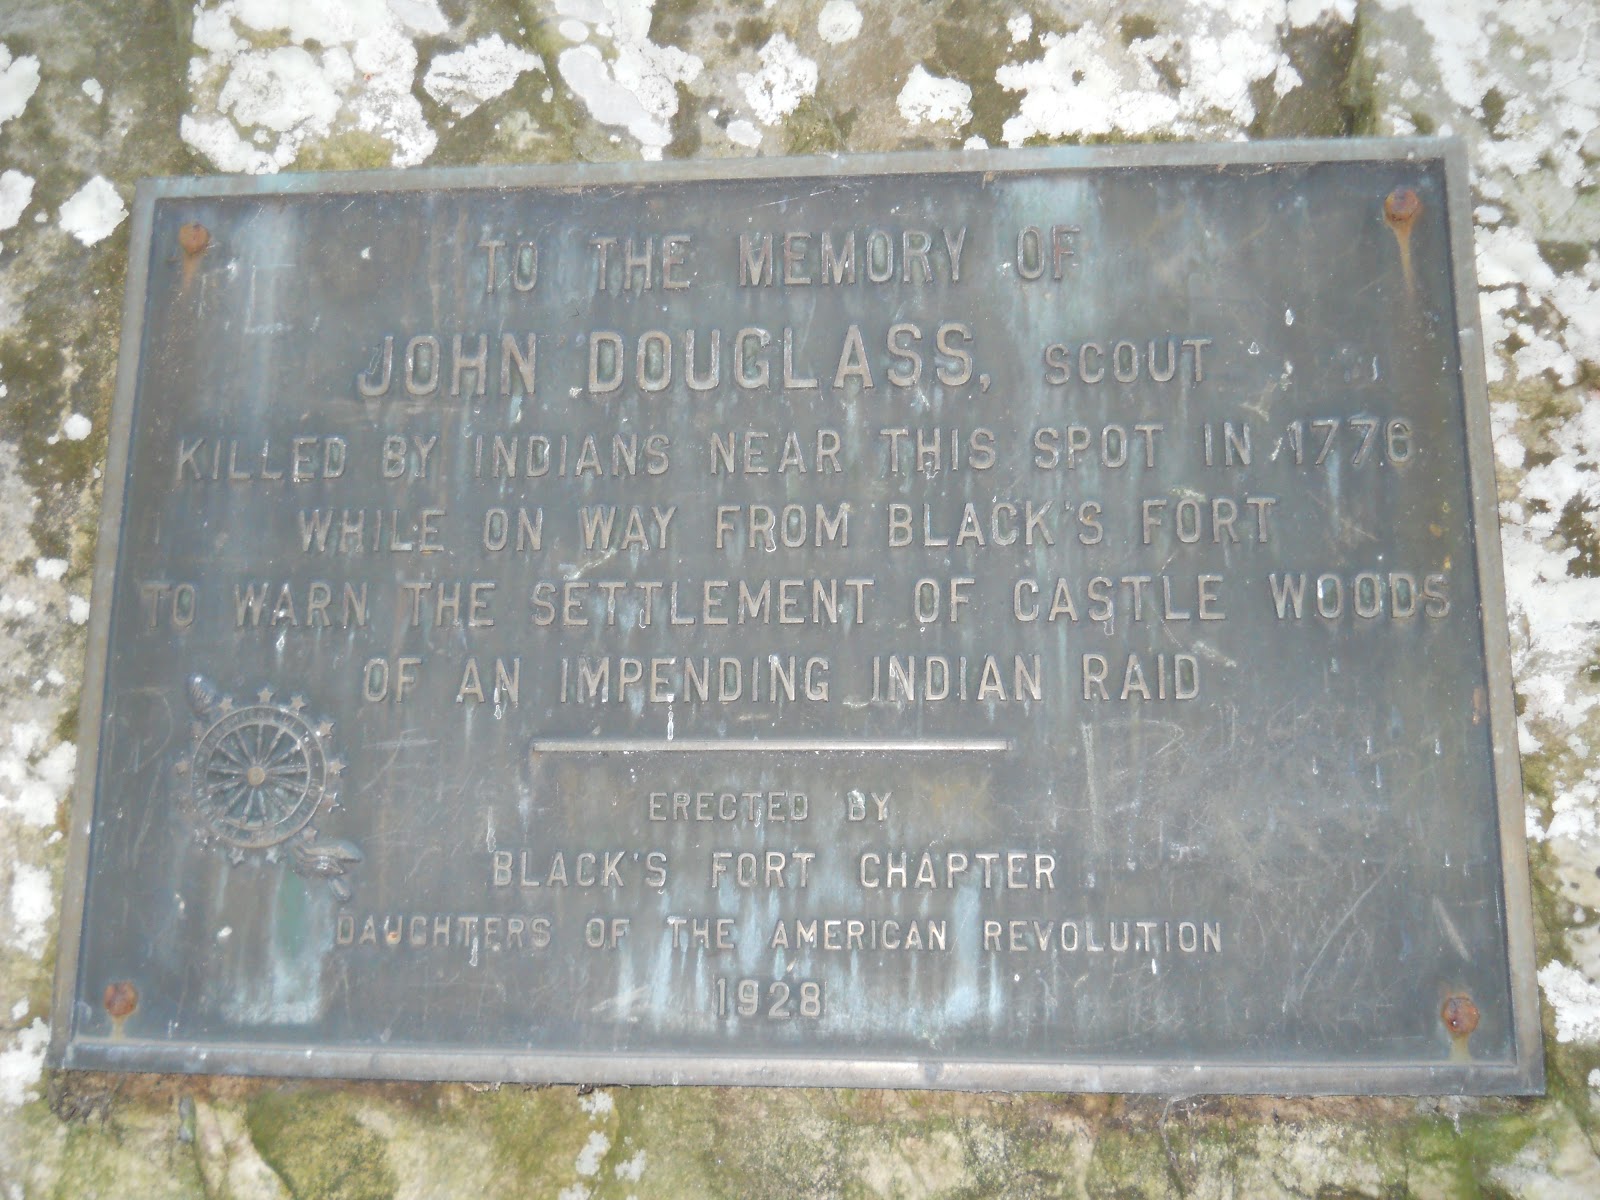 TO THE MEMORY OF
JOHN DOUGLASS, SCOUT
KILLED BY INDIANS NEAR THIS SPOT IN 1776
WHILE ON WAY FROM BLACK'S FORT
TO WARN THE SETTLEMENT OF CASTLE WOODS
OF AN IMPENDING INDIAN RAID
ERECTED BY
BLACK'S FORT CHAPTER
DAUGHTERS OF THE AMERICAN REVOLUTION
1928